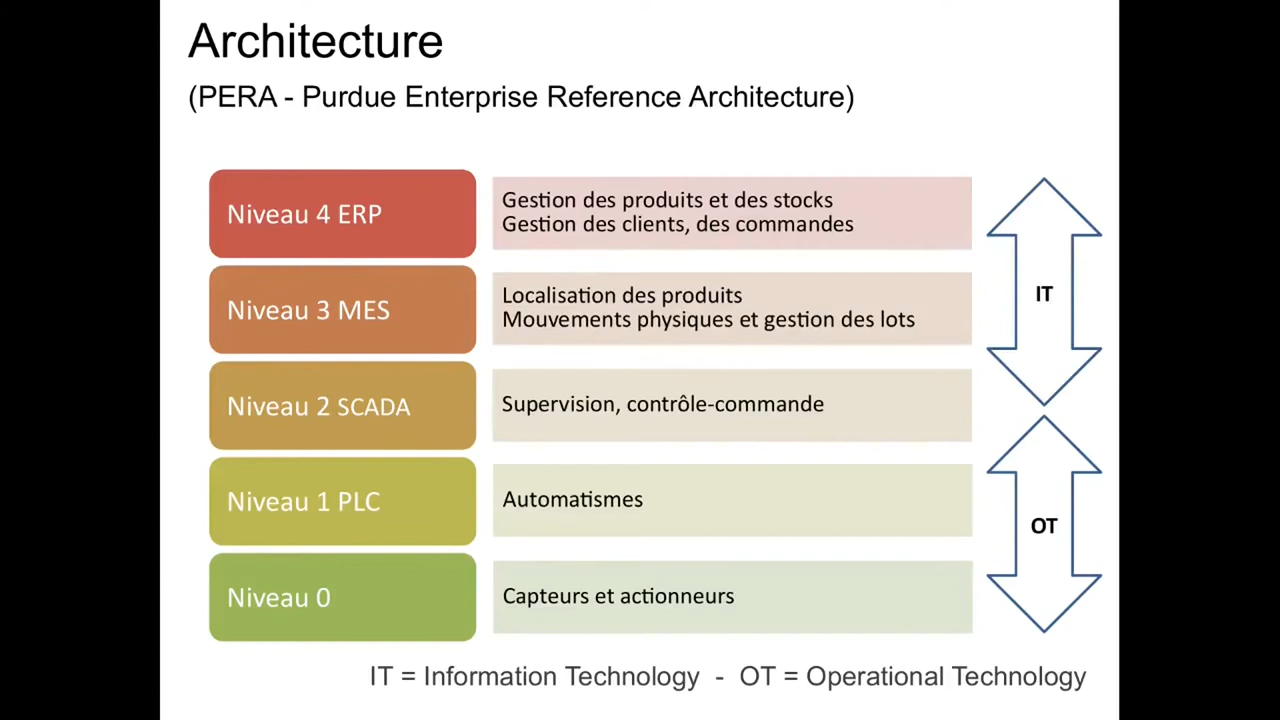 Architecture
(PERA - Purdue Enterprise Reference Architecture)
Niveau 4 ERP
Gestion des produits et des stocks
Gestion des clients, des commandes
Niveau 3 MES
Localisation des produits
Mouvements physiques et gestion des lots
IT
Niveau 2 SCADA
Supervision, contrôle-commande
Niveau 1 PLC
Automatismes
OT
Niveau 0
Capteurs et actionneurs
IT = Information Technology - OT = Operational Technology